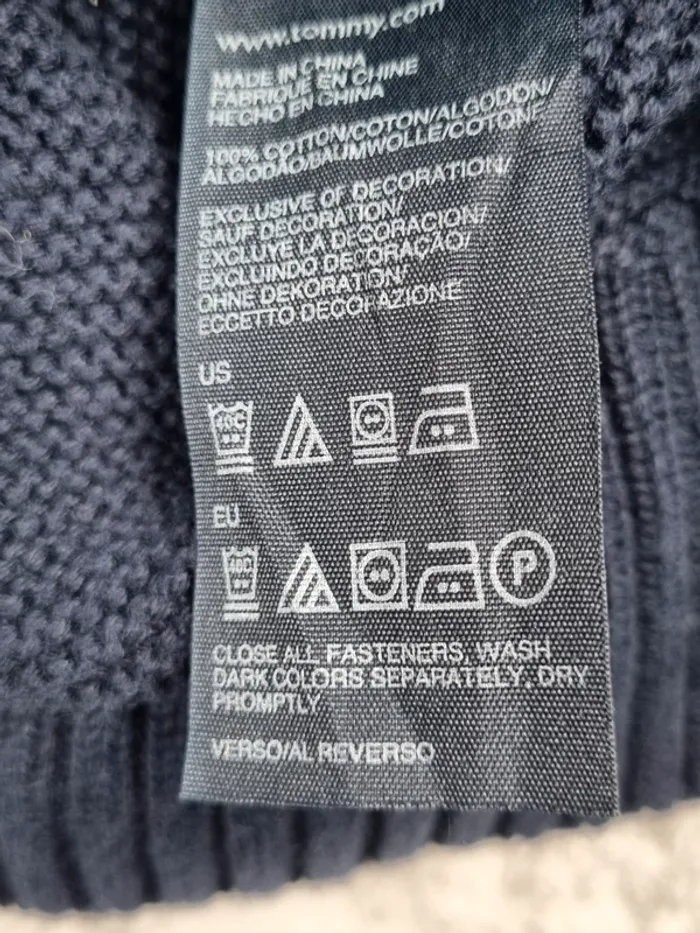 www.tommy.com
MADE IN CHINA
FABRIQUE EN CHINE
HECHO EN CHINA
100% COTTON/COTON/ALGODON/
ALGODAO/BAUMWOLLE/COTONE
EXCLUSIVE OF DECORATION/
SAUF DECORATION/
EXCLUYE LA DECORACION/
EXCLUINDO DECORAÇAO/
OHNE DEKORATION/
ECCETTO DECORAZIONE
US
40C
EU
40C
P
CLOSE ALL FASTENERS, WASH
DARK COLORS SEPARATELY, DRY
PROMPTLY
VERSO/AL REVERSO